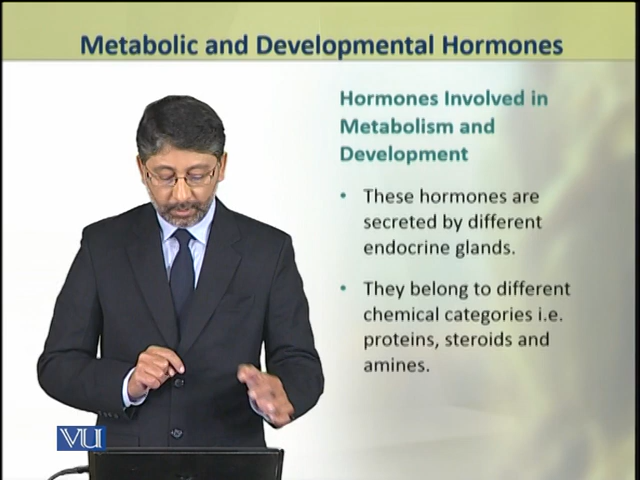 Metabolic and Developmental Hormones
Hormones Involved in
Metabolism and
Development
• These hormones are
secreted by different
endocrine glands.
• They belong to different
chemical categories i.e.
proteins, steroids and
amines.
VU